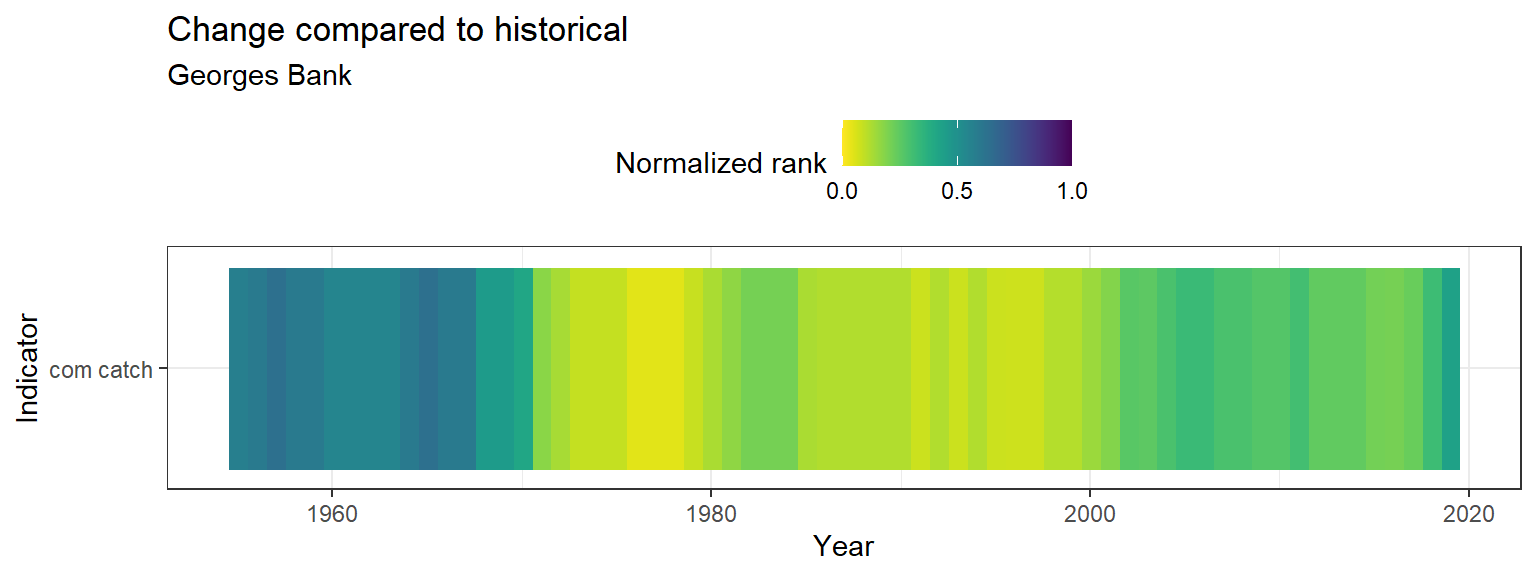 Change compared to historical
Georges Bank
Normalized rank
0.0 0.5 1.0
Indicator
com catch
1960 1980 2000 2020
Year